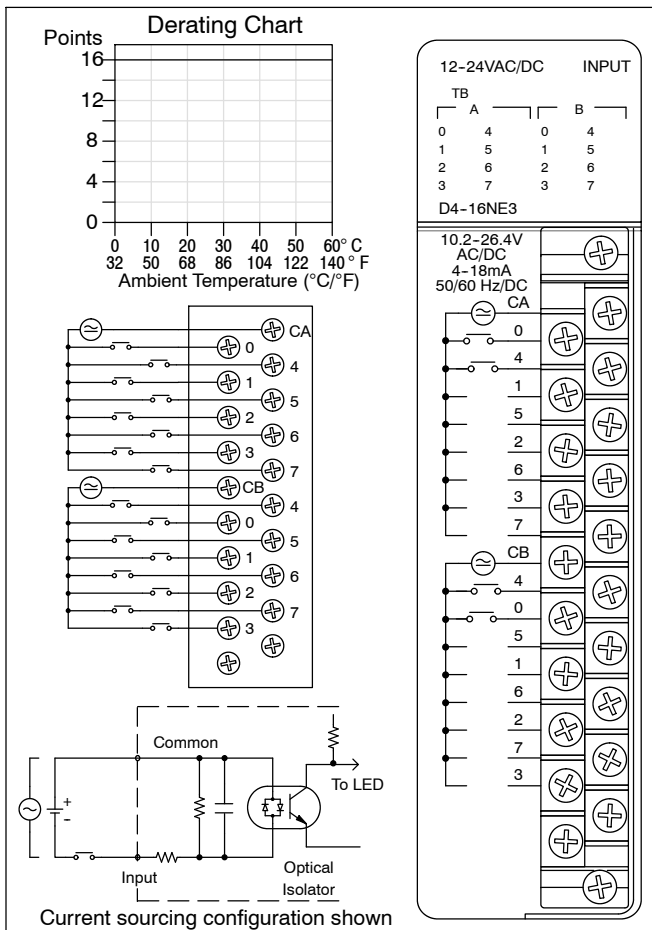 Derating Chart
Points
16
12
8
4
0
0 10 20 30 40 50 60° C
32 50 68 86 104 122 140 ° F
Ambient Temperature (°C/°F)
CA
0
4
1
5
2
6
3
7
CB
4
0
5
1
6
2
7
3
Common
+
-
To LED
Input
Optical
Isolator
Current sourcing configuration shown
12-24VAC/DC INPUT
TB
A B
0 4 0 4
1 5 1 5
2 6 2 6
3 7 3 7
D4-16NE3
10.2-26.4V
AC/DC
4-18mA
50/60 Hz/DC
CA
0
4
1
5
2
6
3
7
CB
4
0
5
1
6
2
7
3